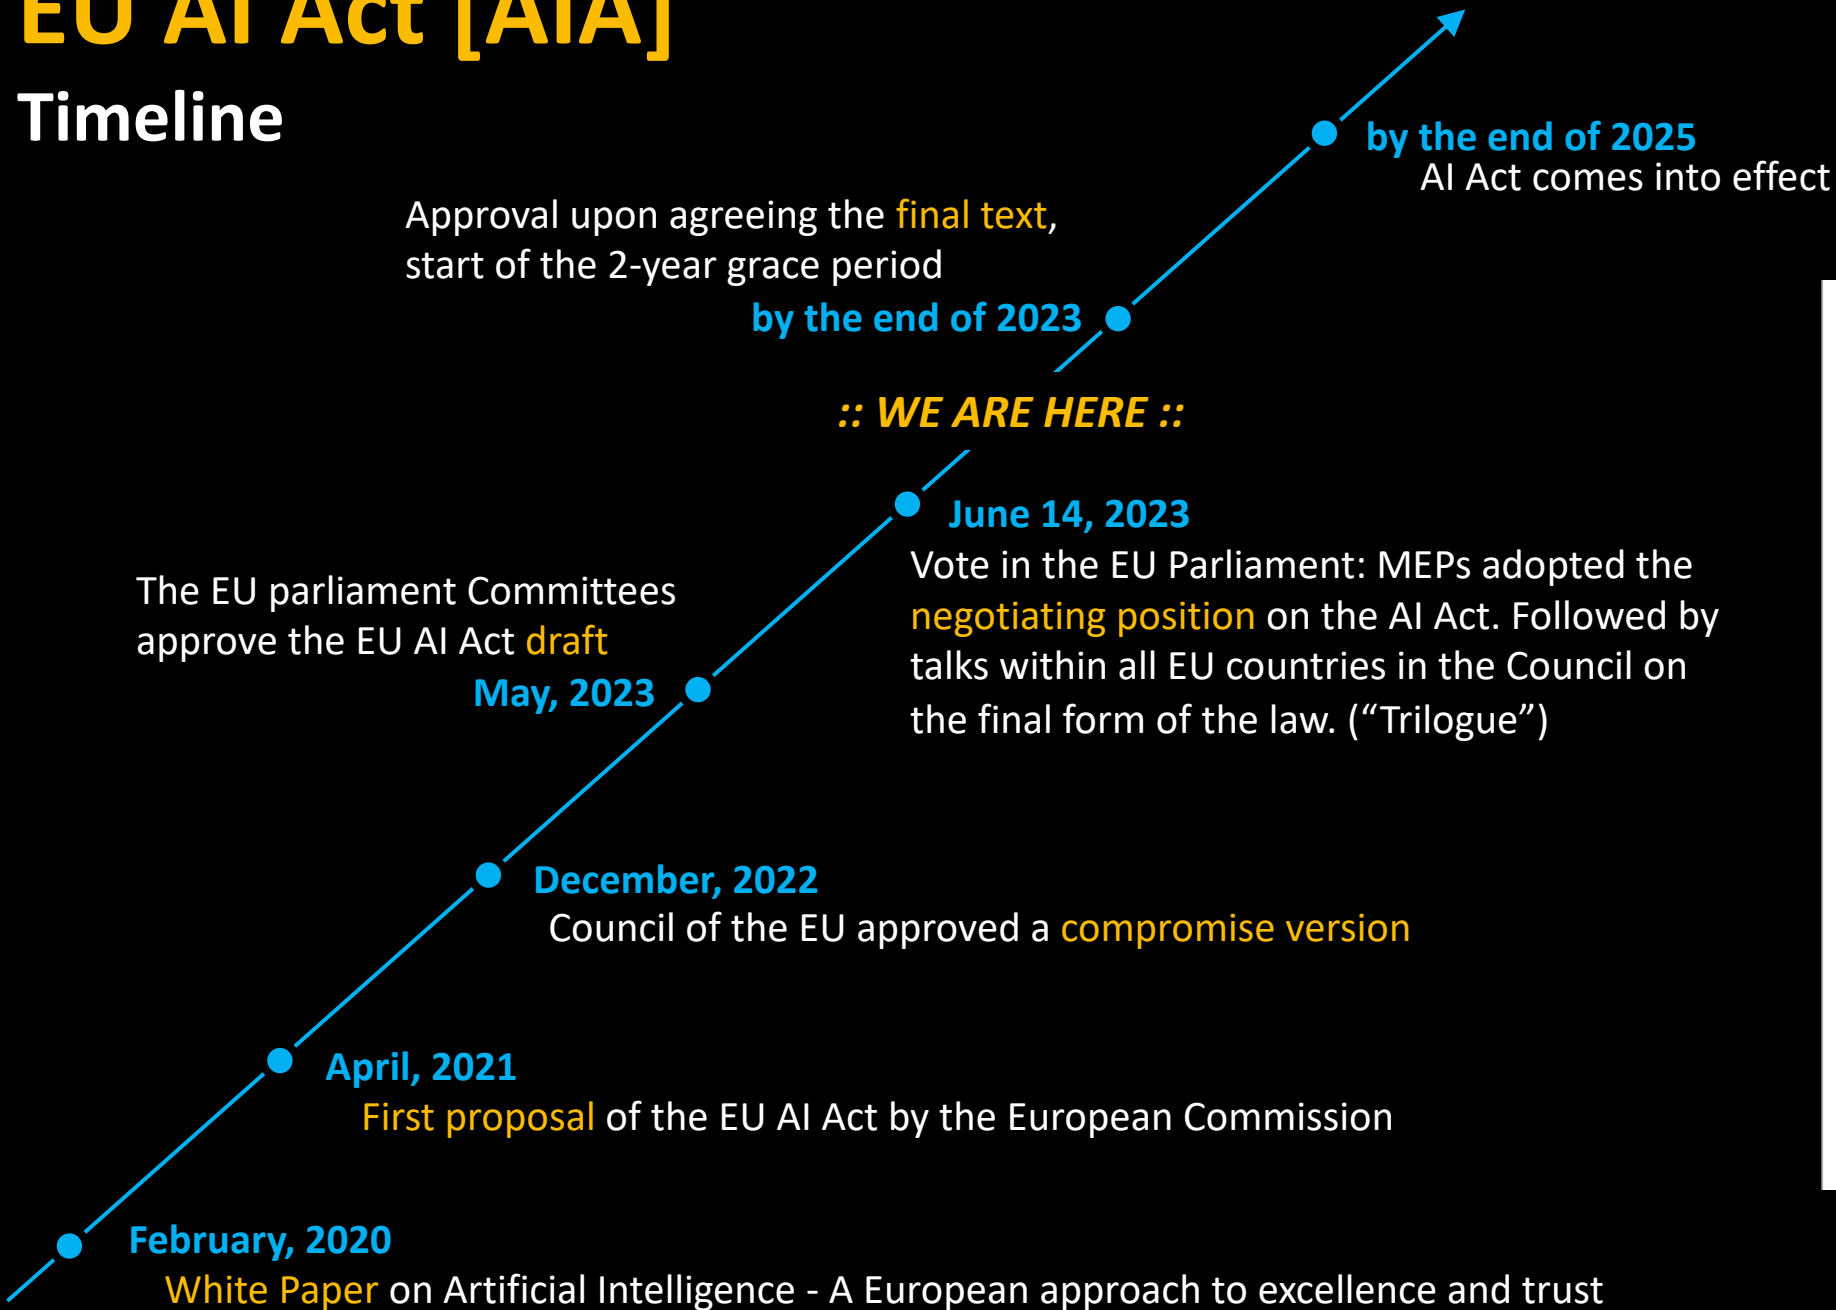 EU AI Act [AIA]
Timeline
by the end of 2025
AI Act comes into effect
Approval upon agreeing the final text,
start of the 2-year grace period
by the end of 2023
:: WE ARE HERE ::
June 14, 2023
Vote in the EU Parliament: MEPs adopted the
negotiating position on the AI Act. Followed by
talks within all EU countries in the Council on
the final form of the law. (“Trilogue”)
The EU parliament Committees
approve the EU AI Act draft
May, 2023
December, 2022
Council of the EU approved a compromise version
April, 2021
First proposal of the EU AI Act by the European Commission
February, 2020
White Paper on Artificial Intelligence - A European approach to excellence and trust